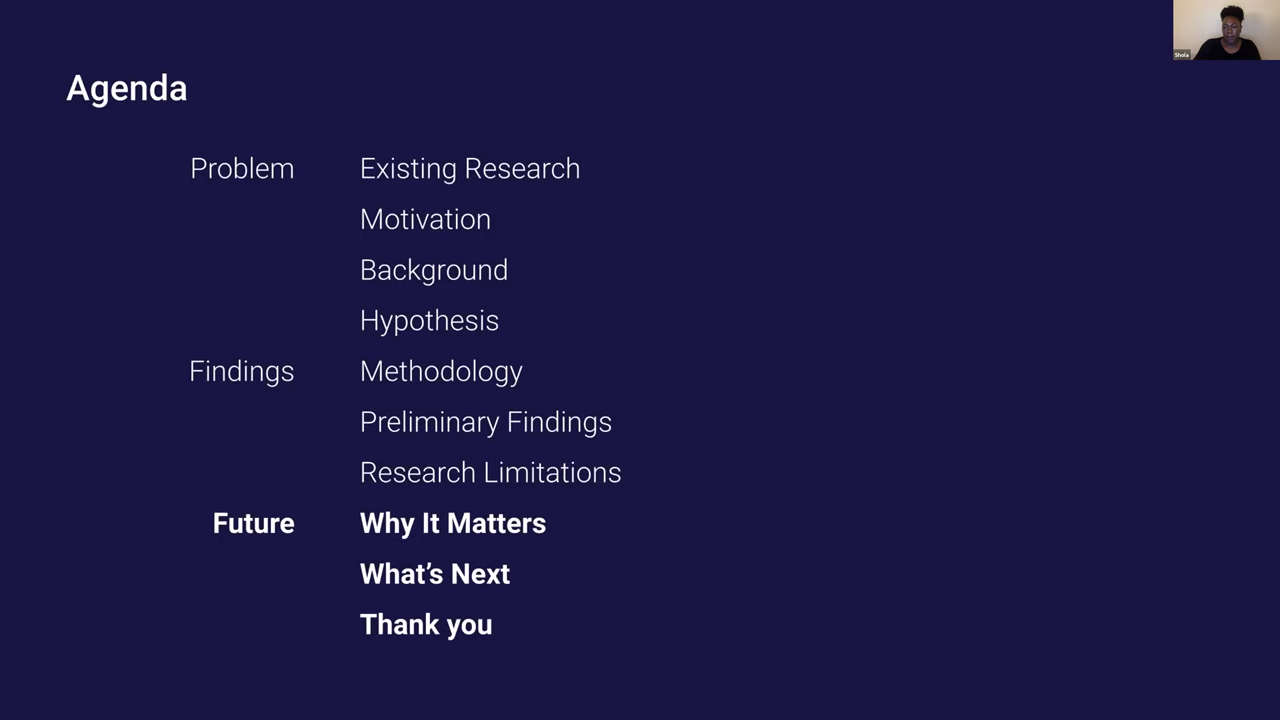 Shola
Agenda
Problem Existing Research
Motivation
Background
Hypothesis
Findings Methodology
Preliminary Findings
Research Limitations
Future Why It Matters
What's Next
Thank you